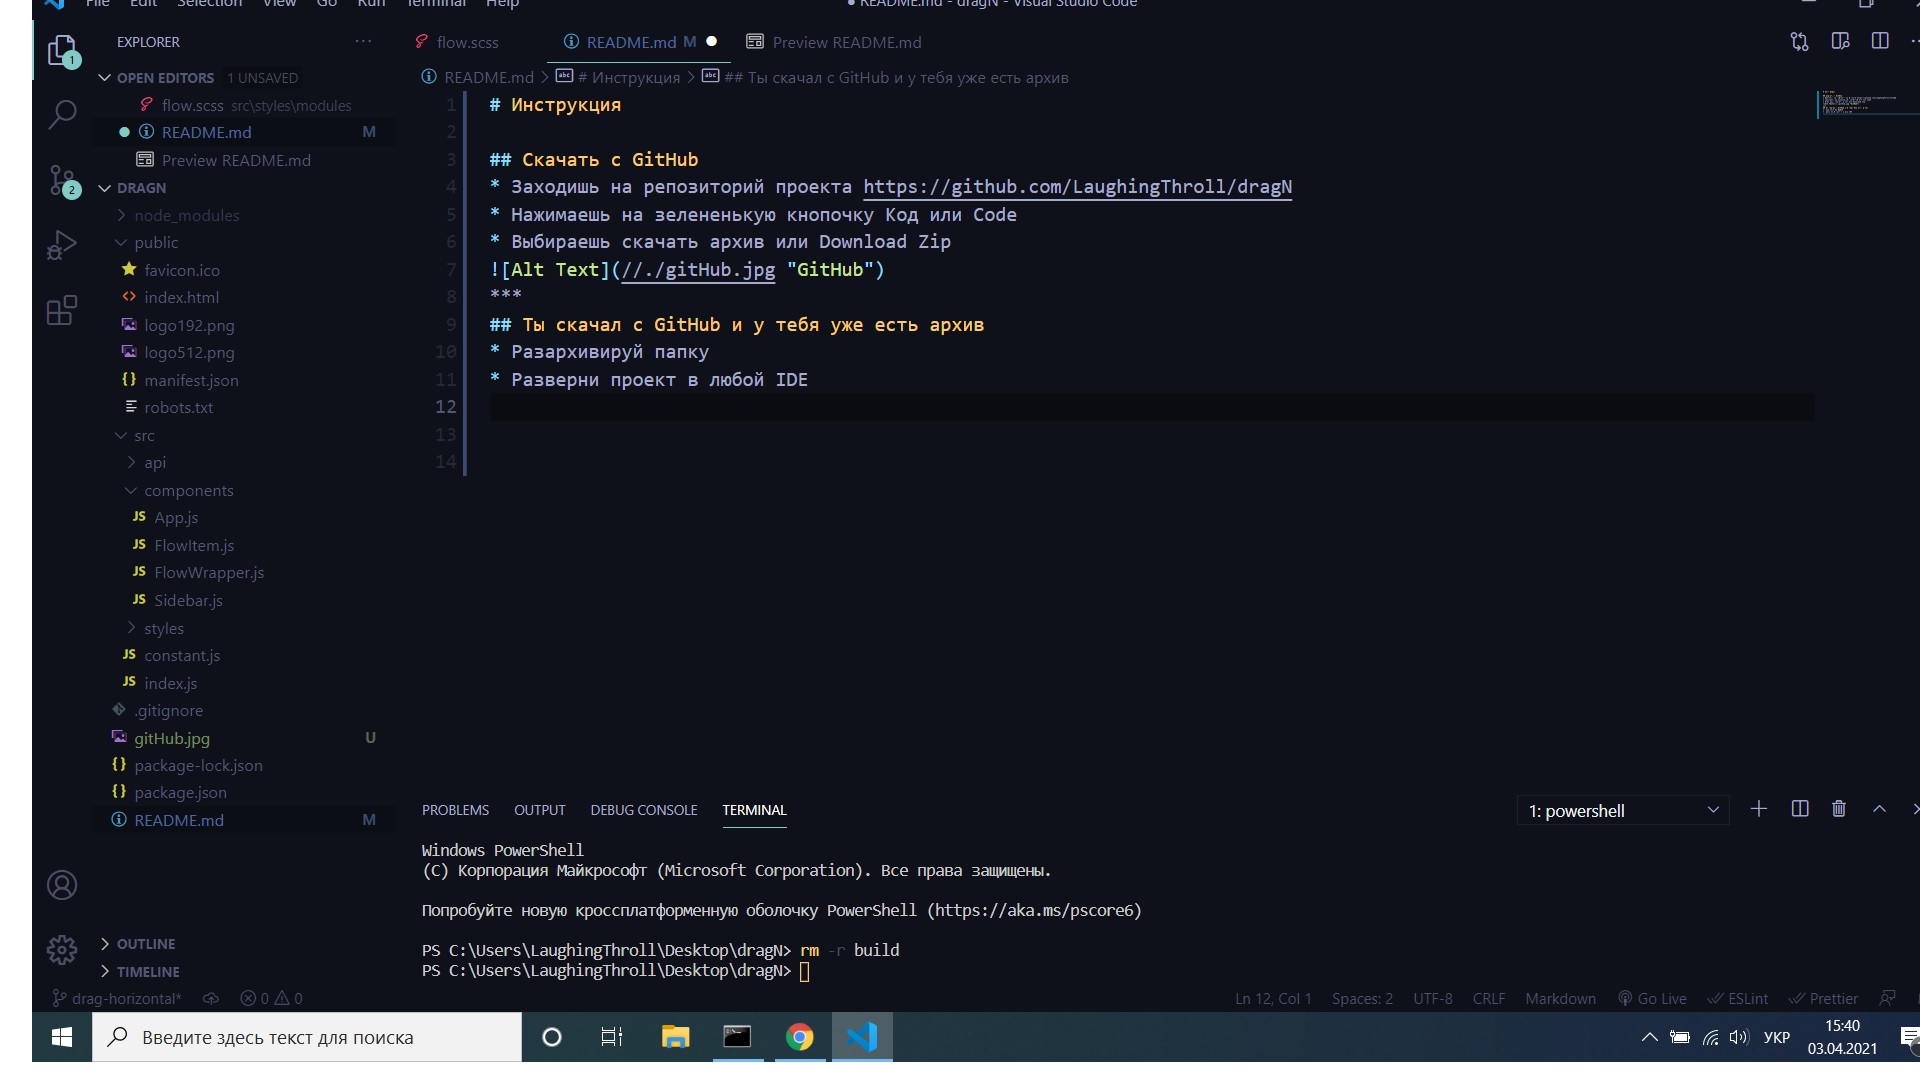 File Edit Selection View Go Run Terminal Help
● README.md - dragN - Visual Studio Code
EXPLORER ···
flow.scss
README.md M ●
Preview README.md
OPEN EDITORS 1 UNSAVED
flow.scss src\styles\modules
● README.md M
Preview README.md
DRAGN
node_modules
public
favicon.ico
index.html
logo192.png
logo512.png
{} manifest.json
robots.txt
src
api
components
JS App.js
JS FlowItem.js
JS FlowWrapper.js
JS Sidebar.js
styles
JS constant.js
JS index.js
.gitignore
gitHub.jpg U
{} package-lock.json
{} package.json
README.md M
OUTLINE
TIMELINE
1
2
README.md > abc # Инструкция > abc ## Ты скачал с GitHub и у тебя уже есть архив
1 # Инструкция
2
3 ## Скачать с GitHub
4 * Заходишь на репозиторий проекта https://github.com/LaughingThroll/dragN
5 * Нажимаешь на зелененькую кнопочку Код или Code
6 * Выбираешь скачать архив или Download Zip
7 ![Alt Text](//./gitHub.jpg "GitHub")
8 ***
9 ## Ты скачал с GitHub и у тебя уже есть архив
10 * Разархивируй папку
11 * Разверни проект в любой IDE
12
13
14
PROBLEMS OUTPUT DEBUG CONSOLE TERMINAL
1: powershell
Windows PowerShell
(C) Корпорация Майкрософт (Microsoft Corporation). Все права защищены.
Попробуйте новую кроссплатформенную оболочку PowerShell (https://aka.ms/pscore6)
PS C:\Users\LaughingThroll\Desktop\dragN> rm -r build
PS C:\Users\LaughingThroll\Desktop\dragN>
drag-horizontal* 0 0
Ln 12, Col 1 Spaces: 2 UTF-8 CRLF Markdown Go Live ESLint Prettier
Введите здесь текст для поиска
УКР
15:40
03.04.2021